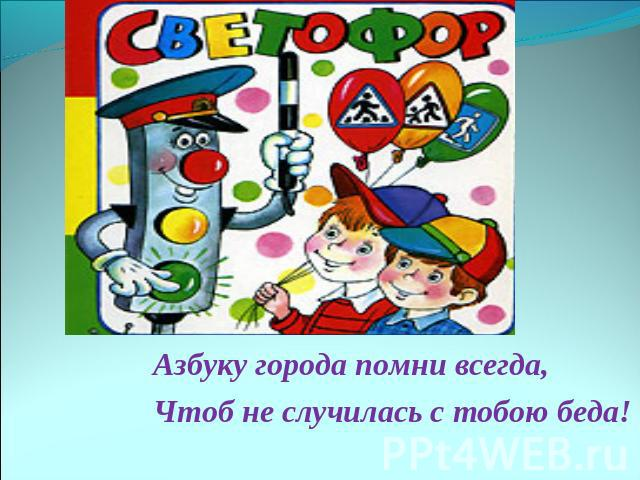 СВЕТОФОР
Азбуку города помни всегда,
Чтоб не случилась с тобою беда!
PPt4WEB.ru